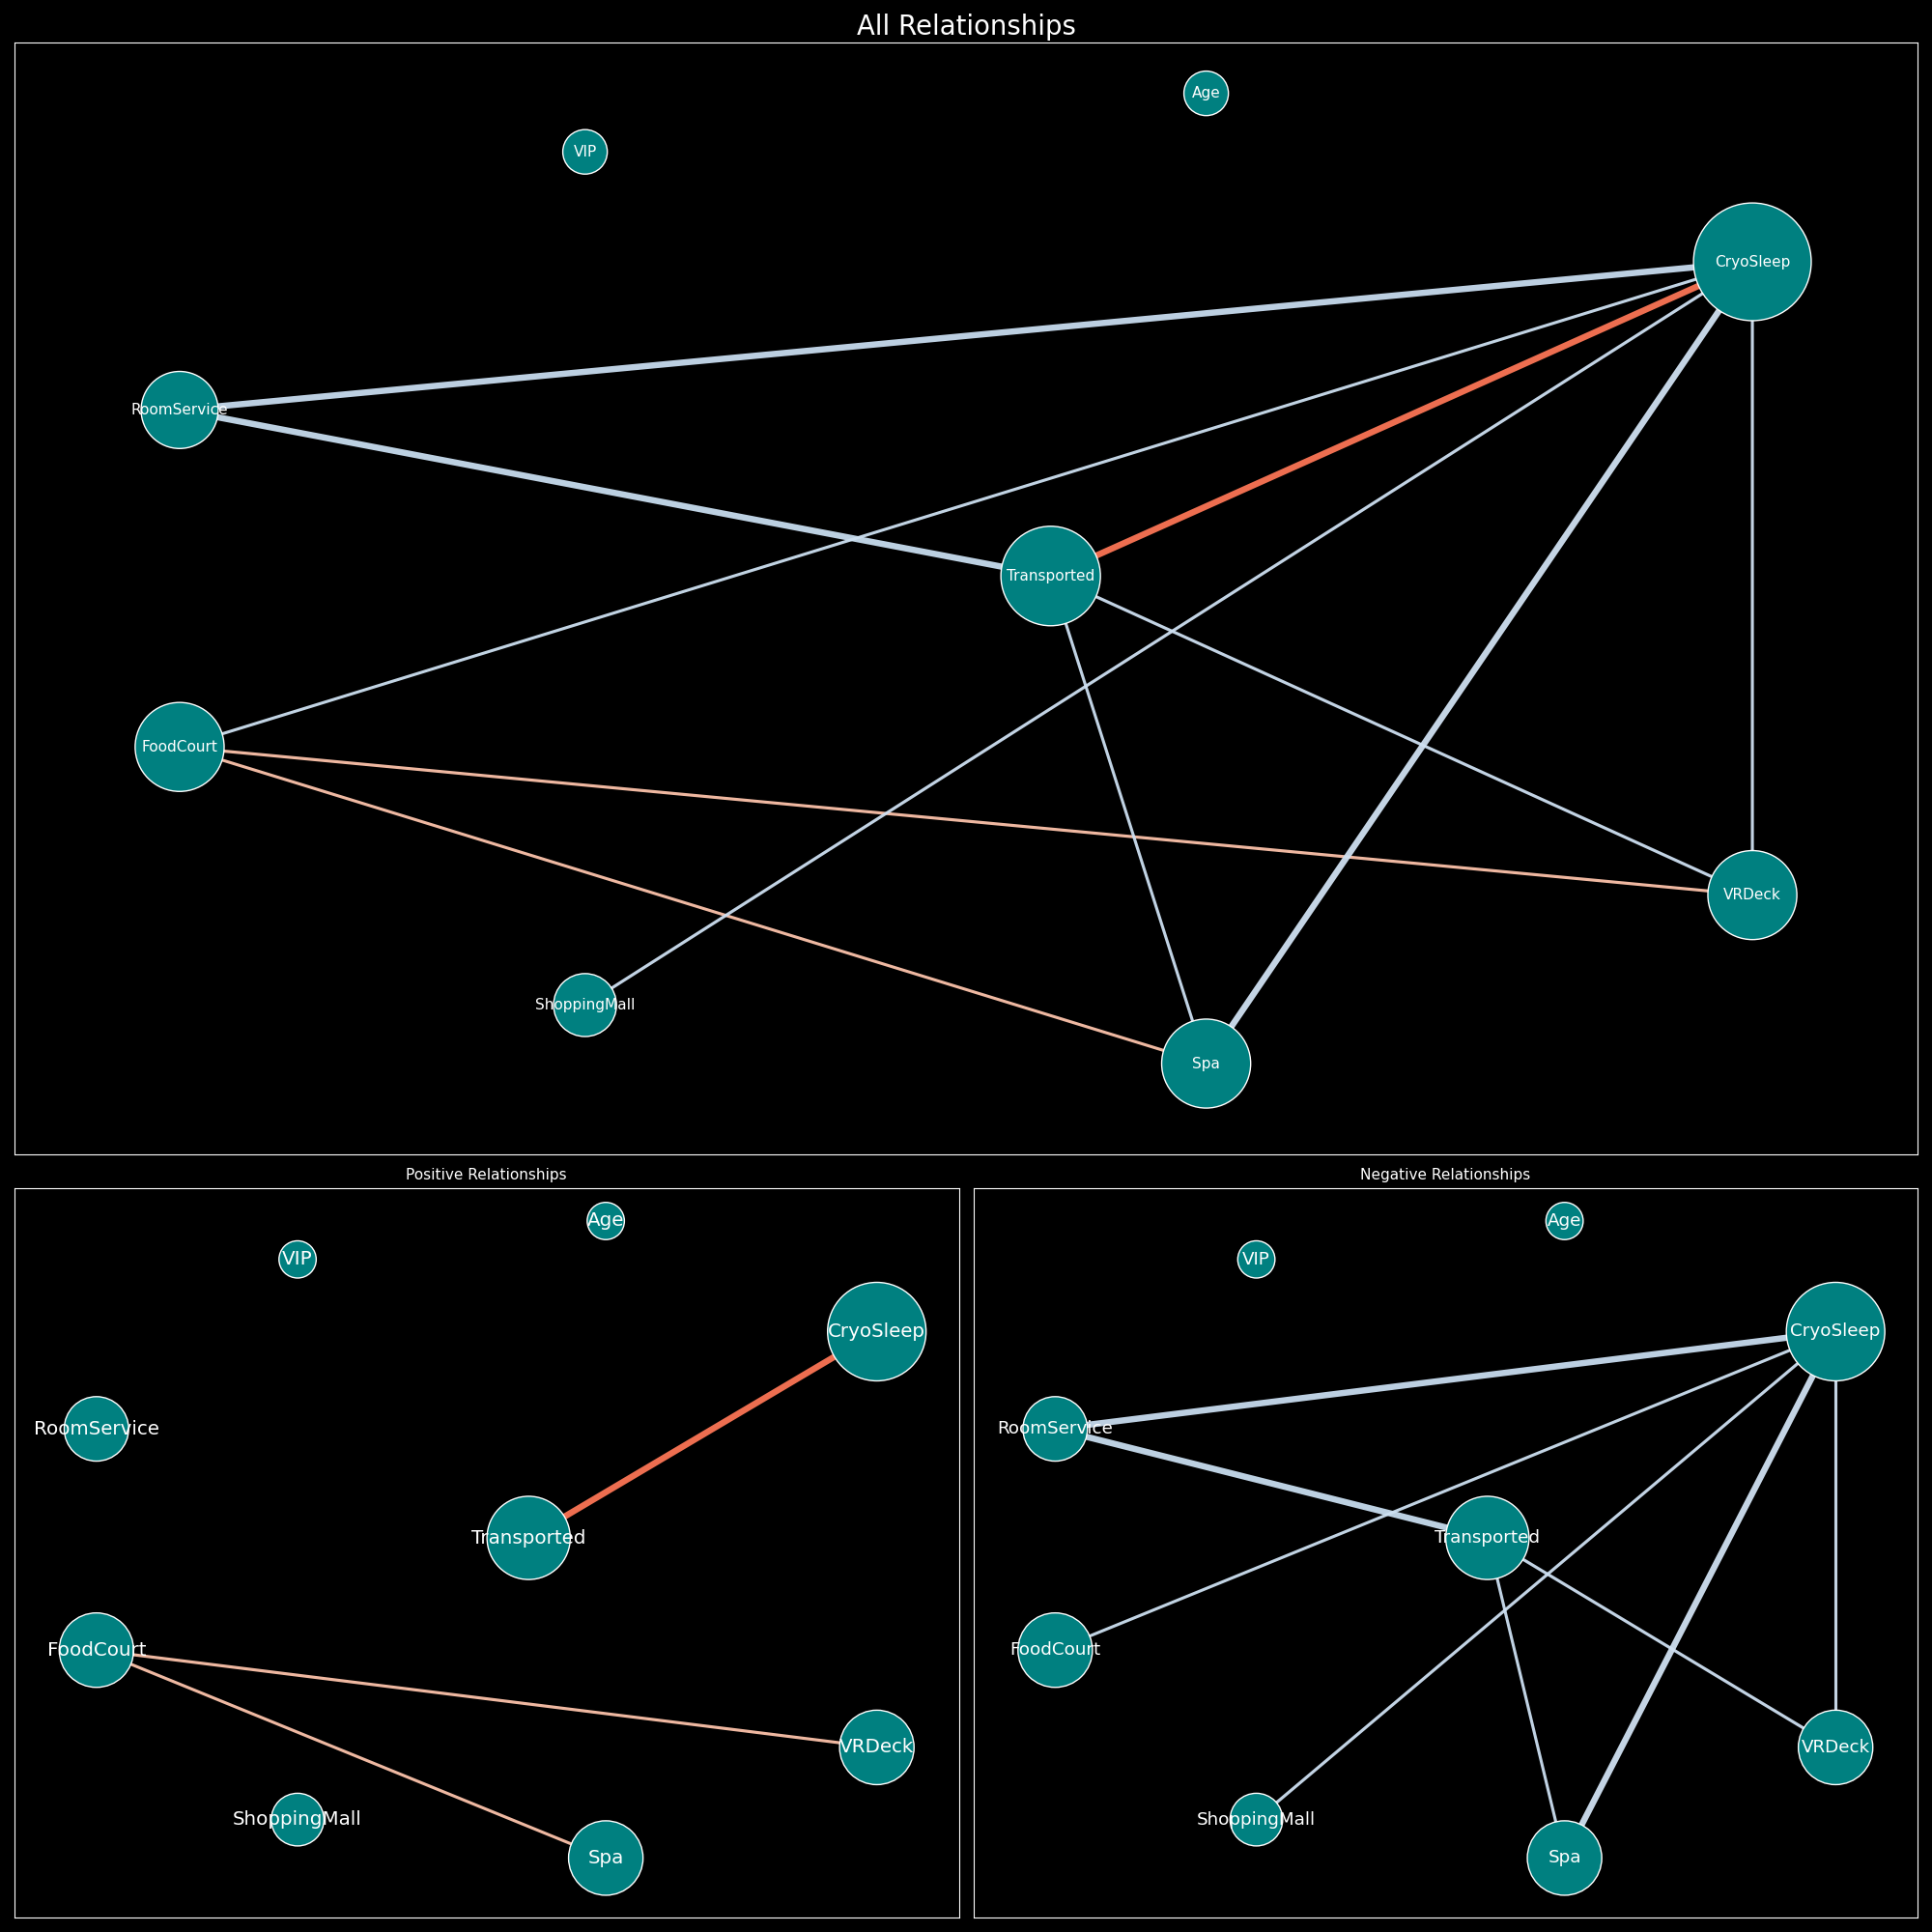 All Relationships
Age
VIP
CryoSleep
RoomService
Transported
FoodCourt
VRDeck
ShoppingMall
Spa
Positive Relationships
Age
VIP
CryoSleep
RoomService
Transported
FoodCourt
VRDeck
ShoppingMall
Spa
Negative Relationships
Age
VIP
CryoSleep
RoomService
Transported
FoodCourt
VRDeck
ShoppingMall
Spa